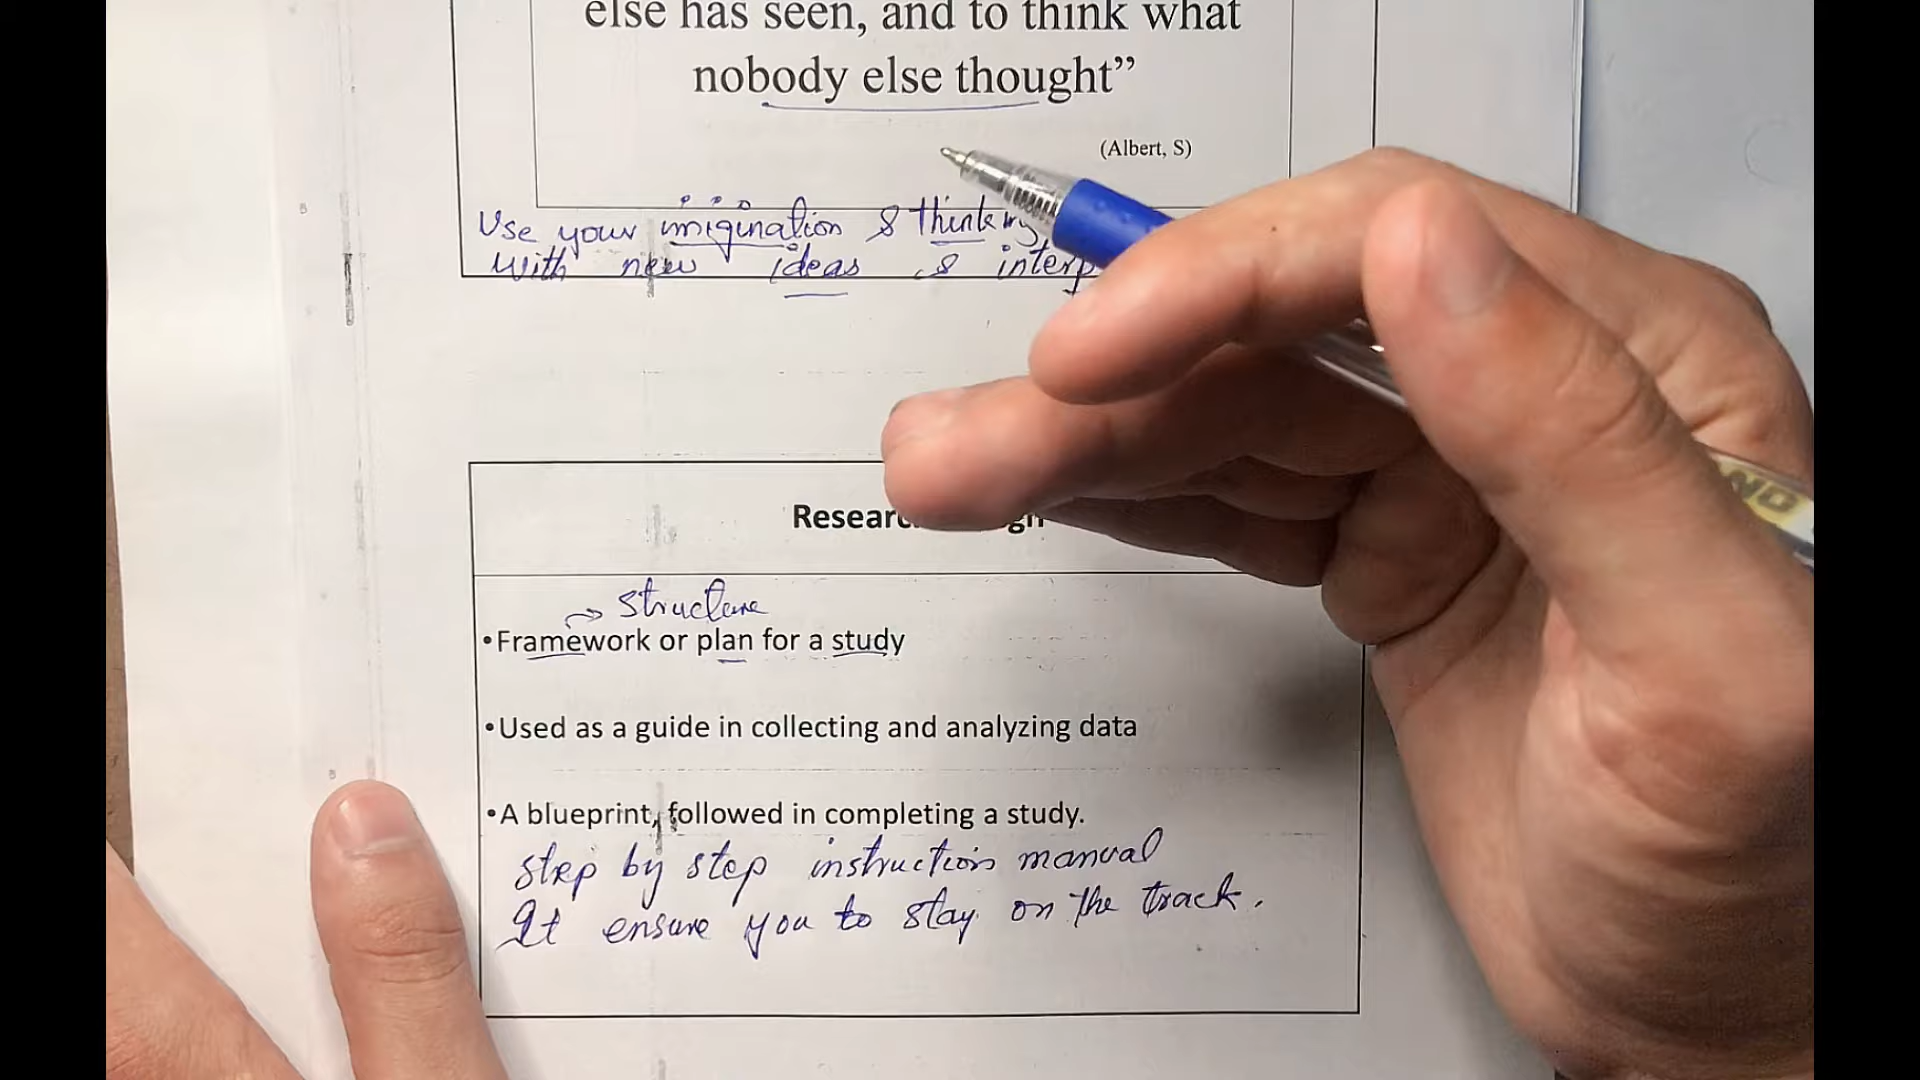 else has seen, and to think what
nobody else thought”
(Albert, S)
Use your imigination & thinking
with new ideas & interp
Resear gn
→ Structure
•Framework or plan for a study
•Used as a guide in collecting and analyzing data
•A blueprint, followed in completing a study.
step by step instruction manual
It ensure you to stay on the track.